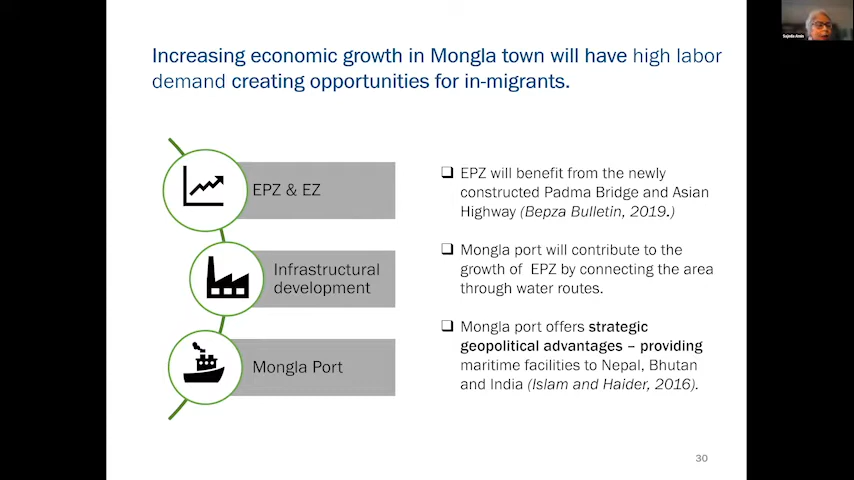 Sajeda Amin
Increasing economic growth in Mongla town will have high labor
demand creating opportunities for in-migrants.
EPZ & EZ
Infrastructural
development
Mongla Port
❑ EPZ will benefit from the newly
constructed Padma Bridge and Asian
Highway (Bepza Bulletin, 2019.)
❑ Mongla port will contribute to the
growth of EPZ by connecting the area
through water routes.
❑ Mongla port offers strategic
geopolitical advantages – providing
maritime facilities to Nepal, Bhutan
and India (Islam and Haider, 2016).
30